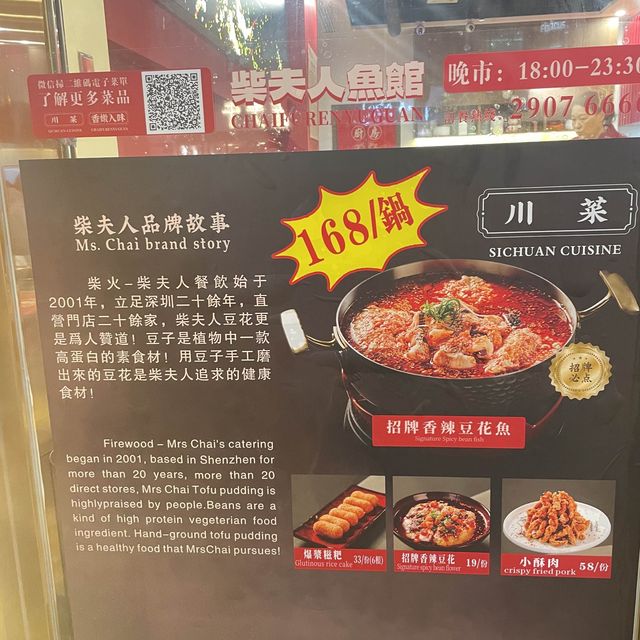 微信掃二維碼電子菜單
了解更多菜品
川 菜
香嫩入味
SICHUAN CUISINE
柴夫人魚館
CHAIFURENYUGUAN
廚房
晚市：18:00-23:30
2907 666
柴夫人品牌故事
Ms. Chai brand story
168/鍋
川 菜
SICHUAN CUISINE
柴火-柴夫人餐飲始于
2001年，立足深圳二十餘年，直
營門店二十餘家，柴夫人豆花更
是爲人贊道！豆子是植物中一款
高蛋白的素食材！用豆子手工磨
出來的豆花是柴夫人追求的健康
食材！
招牌
必点
招牌香辣豆花魚
Signature Spicy bean fish
Firewood - Mrs Chai's catering
began in 2001, based in Shenzhen for
more than 20 years, more than 20
direct stores, Mrs Chai Tofu pudding is
highlypraised by people.Beans are a
kind of high protein vegeterian food
ingredient. Hand-ground tofu pudding
is a healthy food that MrsChai pursues!
爆漿糍粑 33/份(6個)
Glutinous rice cake
招牌香辣豆花 19/份
Signature spicy bean flower
小酥肉 58/份
crispy fried pork